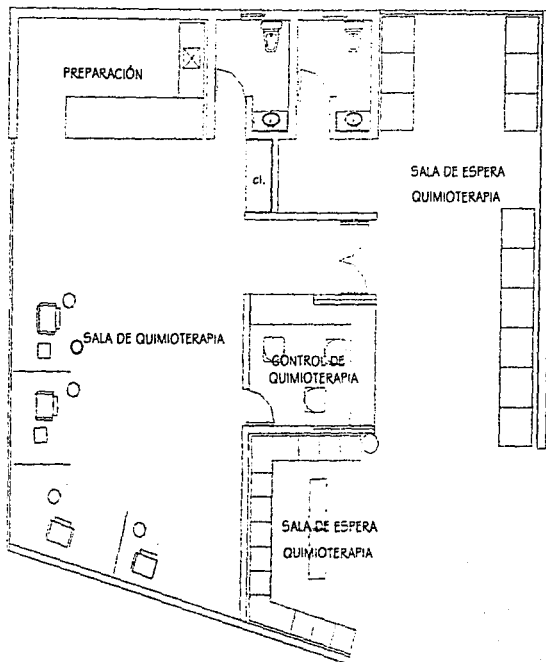 PREPARACIÓN
cl.
SALA DE ESPERA
QUIMIOTERAPIA
SALA DE QUIMIOTERAPIA
CONTROL DE
QUIMIOTERAPIA
SALA DE ESPERA
QUIMIOTERAPIA